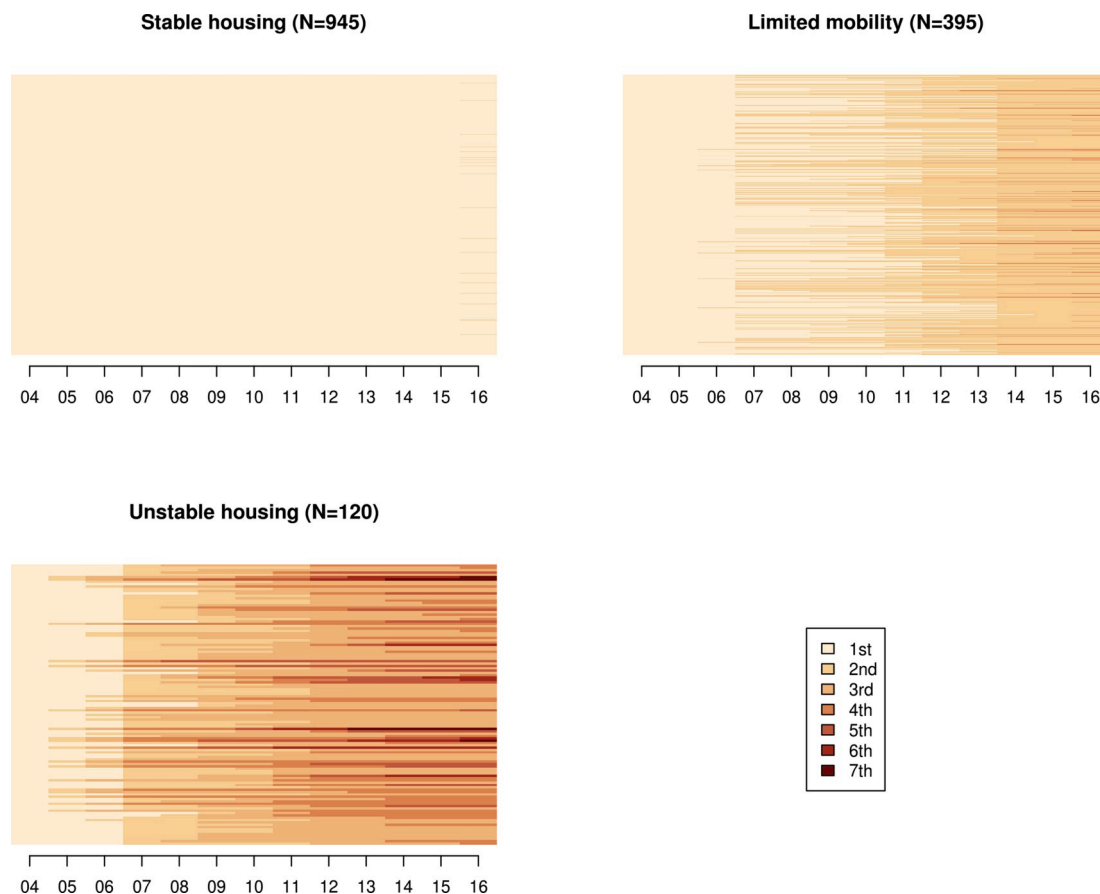 Stable housing (N=945)
04 05 06 07 08 09 10 11 12 13 14 15 16
Limited mobility (N=395)
04 05 06 07 08 09 10 11 12 13 14 15 16
Unstable housing (N=120)
04 05 06 07 08 09 10 11 12 13 14 15 16
1st
2nd
3rd
4th
5th
6th
7th